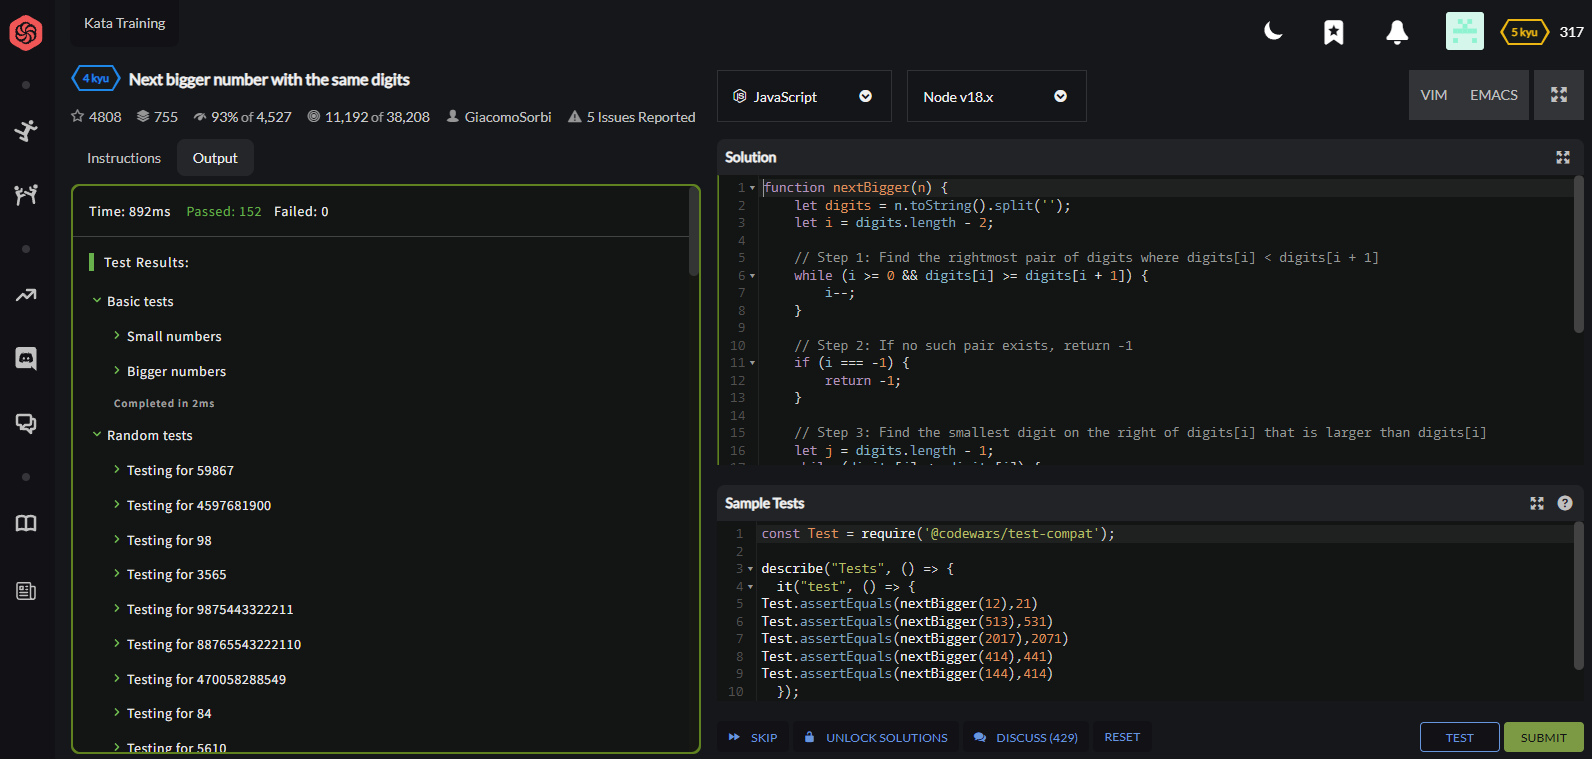 Kata Training
5 kyu 317
4 kyu Next bigger number with the same digits
4808 755 93% of 4,527 11,192 of 38,208 GiacomoSorbi 5 Issues Reported
Instructions Output
Time: 892ms Passed: 152 Failed: 0
Test Results:
Basic tests
Small numbers
Bigger numbers
Completed in 2ms
Random tests
Testing for 59867
Testing for 4597681900
Testing for 98
Testing for 3565
Testing for 9875443322211
Testing for 88765543222110
Testing for 470058288549
Testing for 84
Testing for 5610
JavaScript Node v18.x VIM EMACS
Solution
1 function nextBigger(n) {
2 let digits = n.toString().split('');
3 let i = digits.length - 2;
4
5 // Step 1: Find the rightmost pair of digits where digits[i] < digits[i + 1]
6 while (i >= 0 && digits[i] >= digits[i + 1]) {
7 i--;
8 }
9
10 // Step 2: If no such pair exists, return -1
11 if (i === -1) {
12 return -1;
13 }
14
15 // Step 3: Find the smallest digit on the right of digits[i] that is larger than digits[i]
16 let j = digits.length - 1;
Sample Tests
1 const Test = require('@codewars/test-compat');
2
3 describe("Tests", () => {
4 it("test", () => {
5 Test.assertEquals(nextBigger(12),21)
6 Test.assertEquals(nextBigger(513),531)
7 Test.assertEquals(nextBigger(2017),2071)
8 Test.assertEquals(nextBigger(414),441)
9 Test.assertEquals(nextBigger(144),414)
10 });
SKIP UNLOCK SOLUTIONS DISCUSS (429) RESET TEST SUBMIT